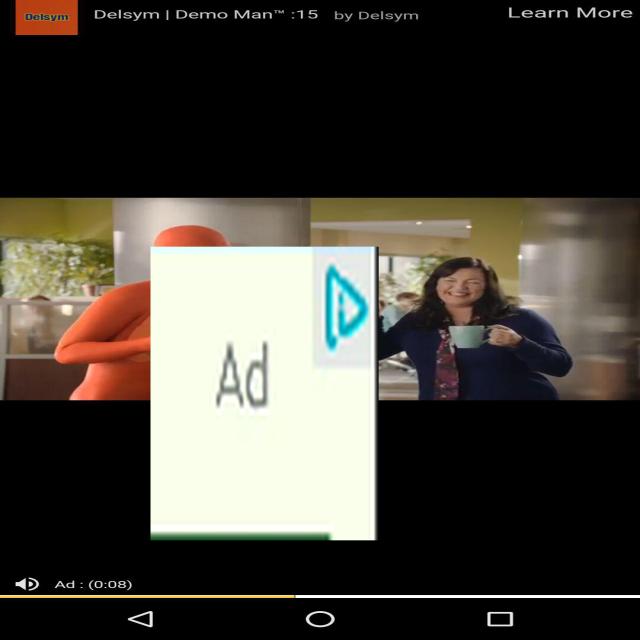 Delsym
Delsym | Demo Man™ :15 by Delsym
Learn More
Ad
Ad : (0:08)